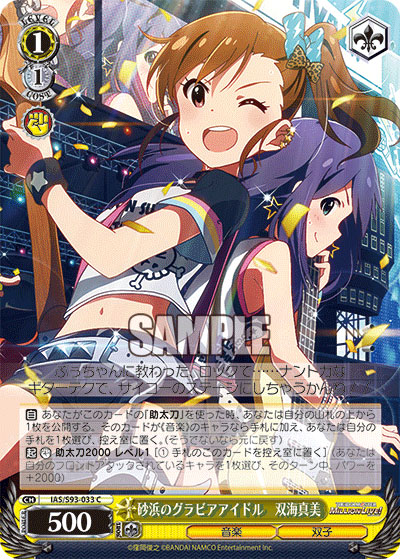 LEVEL
1
1
COST
SAMPLE
ぷっちゃんに教わった、ロックで……ナントカな
ギターテクで、サイコーのステージにしちゃうかんね
自 あなたがこのカードの『助太刀』を使った時、あなたは自分の山札の上から
1枚を公開する。そのカードが《音楽》のキャラなら手札に加え、あなたは自分の
手札を1枚選び、控え室に置く。(そうでないなら元に戻す)
起 助太刀2000 レベル1 [① 手札のこのカードを控え室に置く] (あなたは
自分のフロントアタックされているキャラを1枚選び、そのターン中、パワーを
+2000)
CH IAS/S93-033 C
砂浜のグラビアアイドル 双海真美
THE IDOLM@STER MILLION LIVE!
POWER
500
音楽
双子
©窪岡俊之 ©BANDAI NAMCO Entertainment Inc.